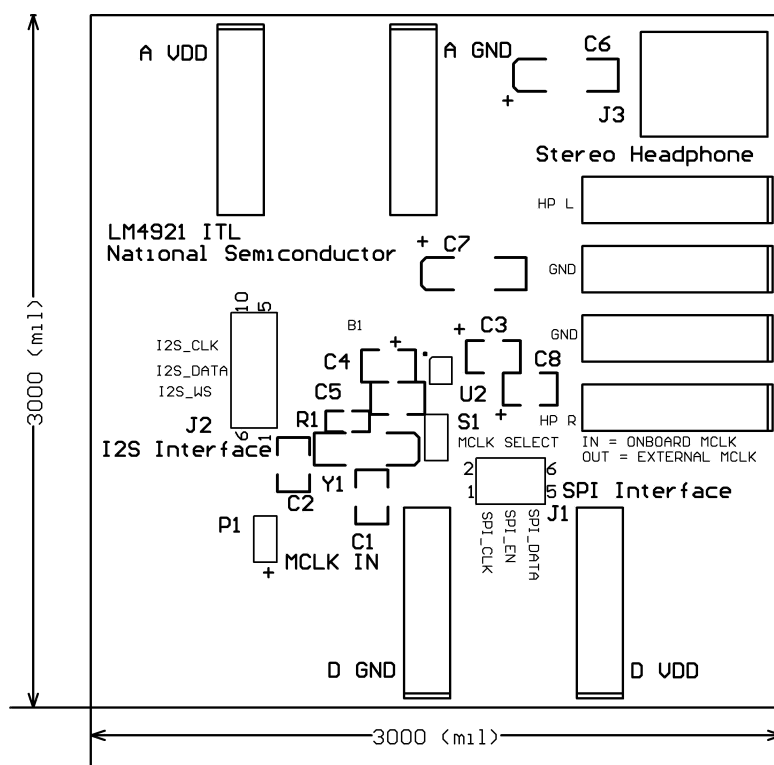 A VDD
A GND
C6
+
J3
Stereo Headphone
HP L
LM4921 ITL
National Semiconductor
+
C7
GND
10
5
B1
+
+
C3
GND
I2S_CLK
I2S_DATA
I2S_WS
C4
C8
C5
U2
+
HP R
R1
S1
J2
6
1
MCLK SELECT
IN = ONBOARD MCLK
OUT = EXTERNAL MCLK
I2S Interface
2
6
1
5
SPI Interface
Y1
C2
J1
SPI_CLK
SPI_EN
SPI_DATA
P1
C1
+
MCLK IN
D GND
D VDD
3000 (mil)
3000 (mil)